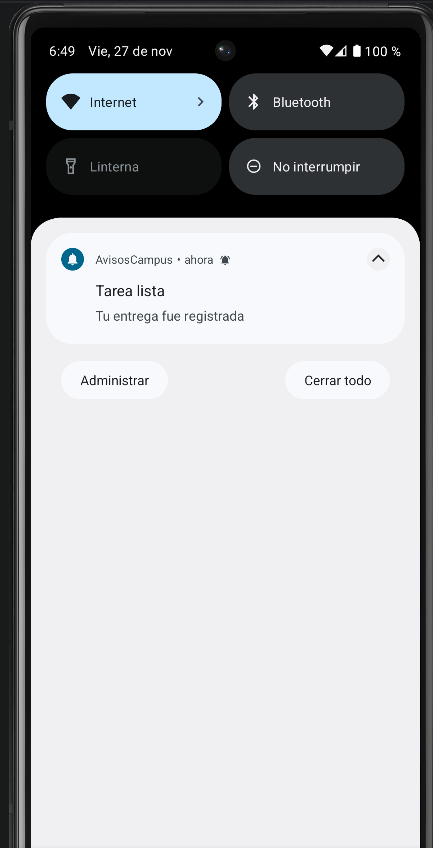 6:49 Vie, 27 de nov 100 %
Internet Bluetooth
Linterna No interrumpir
AvisosCampus • ahora
Tarea lista
Tu entrega fue registrada
Administrar Cerrar todo